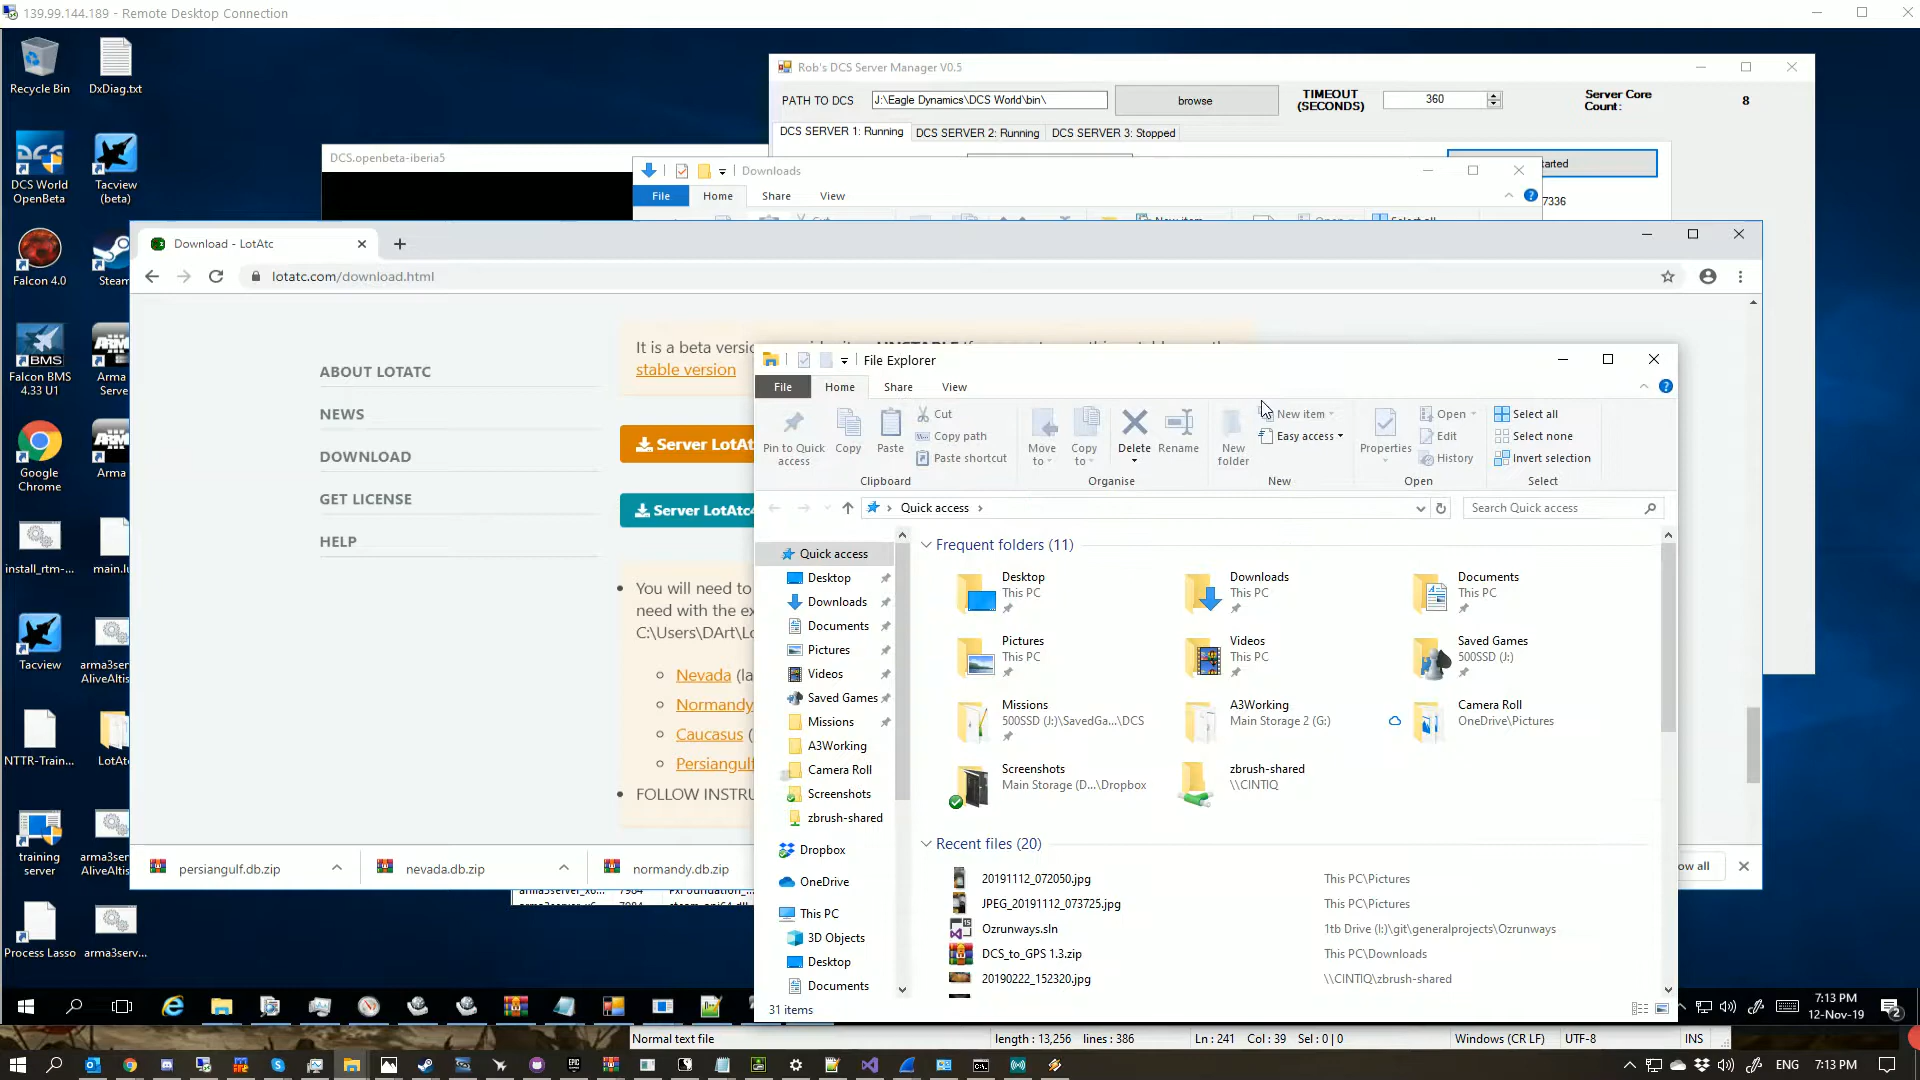 139.99.144.189 - Remote Desktop Connection
Recycle Bin
DxDiag.txt
DCS World OpenBeta
Tacview (beta)
Falcon 4.0
Steam
Falcon BMS 4.33 U1
Arma Serve
Google Chrome
Arma
install_rtm-...
main.lu
Tacview
arma3ser AliveAltis
NTTR-Train...
LotAtc
training server
arma3serv AliveAltis
Process Lasso
arma3serv...
Rob's DCS Server Manager V0.5
PATH TO DCS
J:\Eagle Dynamics\DCS World\bin\
browse
TIMEOUT (SECONDS)
360
Server Core Count:
8
DCS SERVER 1: Running
DCS SERVER 2: Running
DCS SERVER 3: Stopped
tarted
7336
DCS.openbeta-iberia5
Downloads
File
Home
Share
View
Download - LotAtc
lotatc.com/download.html
ABOUT LOTATC
NEWS
DOWNLOAD
GET LICENSE
HELP
It is a beta versio
stable version
Server LotAt
Server LotAtc4
You will need to
need with the ex
C:\Users\DArt\Lo
Nevada (la
Normandy
Caucasus (
Persiangulf
FOLLOW INSTRU
persiangulf.db.zip
nevada.db.zip
normandy.db.zip
ow all
File Explorer
File
Home
Share
View
Pin to Quick access
Copy
Paste
Cut
Copy path
Paste shortcut
Move to
Copy to
Delete
Rename
New folder
New item
Easy access
Properties
Open
Edit
History
Select all
Select none
Invert selection
Clipboard
Organise
New
Open
Select
Quick access
Search Quick access
Quick access
Desktop
Downloads
Documents
Pictures
Videos
Saved Games
Missions
A3Working
Camera Roll
Screenshots
zbrush-shared
Dropbox
OneDrive
This PC
3D Objects
Desktop
Documents
Frequent folders (11)
Desktop
This PC
Downloads
This PC
Documents
This PC
Pictures
This PC
Videos
This PC
Saved Games
500SSD (J:)
Missions
500SSD (J:)\SavedGa...\DCS
A3Working
Main Storage 2 (G:)
Camera Roll
OneDrive\Pictures
Screenshots
Main Storage (D...\Dropbox
zbrush-shared
\\CINTIQ
Recent files (20)
20191112_072050.jpg
This PC\Pictures
JPEG_20191112_073725.jpg
This PC\Pictures
Ozrunways.sln
1tb Drive (I:)\git\generalprojects\Ozrunways
DCS_to_GPS 1.3.zip
This PC\Downloads
20190222_152320.jpg
\\CINTIQ\zbrush-shared
31 items
7:13 PM
12-Nov-19
2
Normal text file
length : 13,256
lines : 386
Ln : 241
Col : 39
Sel : 0 | 0
Windows (CR LF)
UTF-8
INS
ENG
7:13 PM